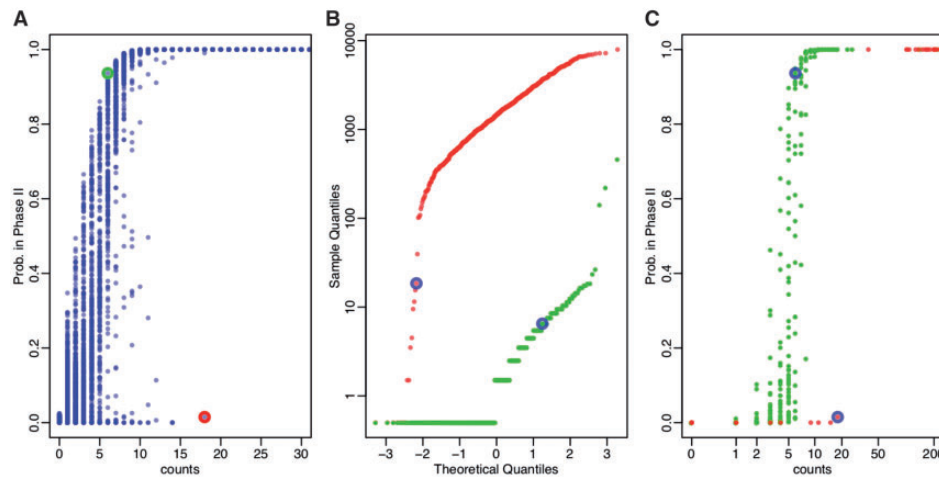 A
Prob. in Phase II
1.0
0.8
0.6
0.4
0.2
0.0
0 5 10 15 20 25 30
counts
B
Sample Quantiles
10000
1000
100
10
1
−3 −2 −1 0 1 2 3
Theoretical Quantiles
C
Prob. in Phase II
1.0
0.8
0.6
0.4
0.2
0.0
0 1 2 5 10 20 50 200
counts